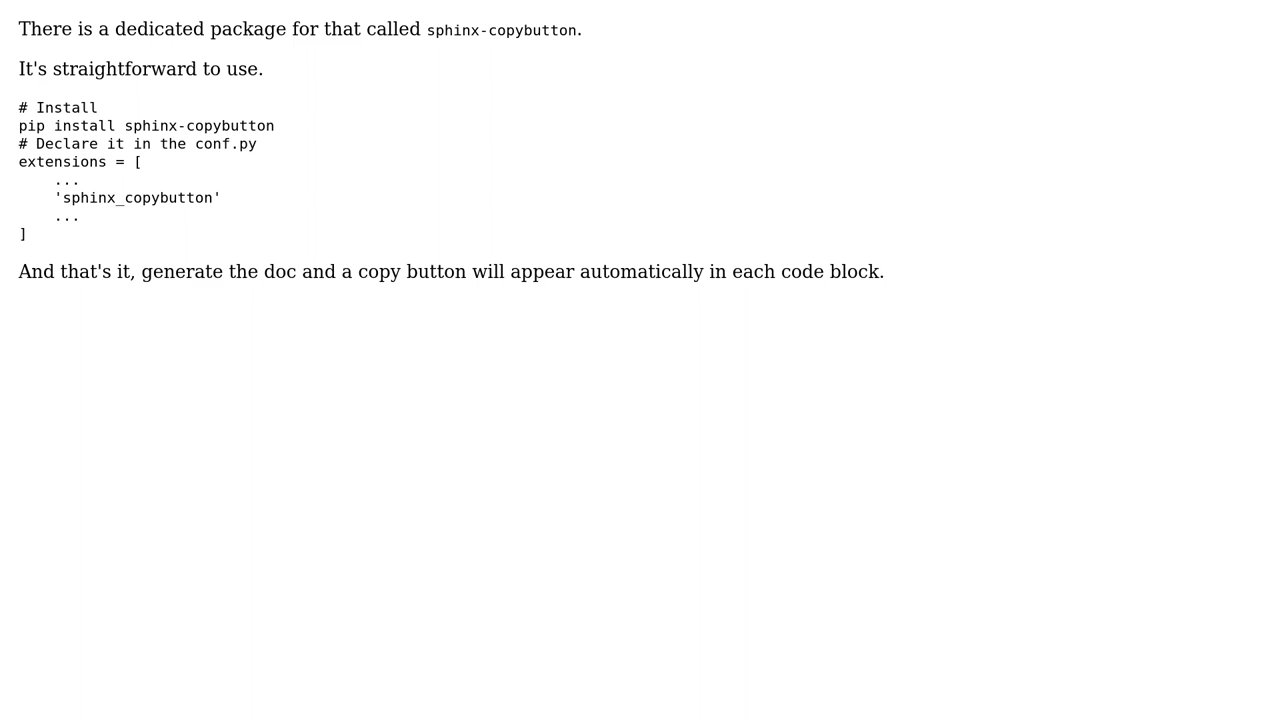 There is a dedicated package for that called sphinx-copybutton.
It's straightforward to use.
# Install
pip install sphinx-copybutton
# Declare it in the conf.py
extensions = [
    ...
    'sphinx_copybutton'
    ...
]
And that's it, generate the doc and a copy button will appear automatically in each code block.